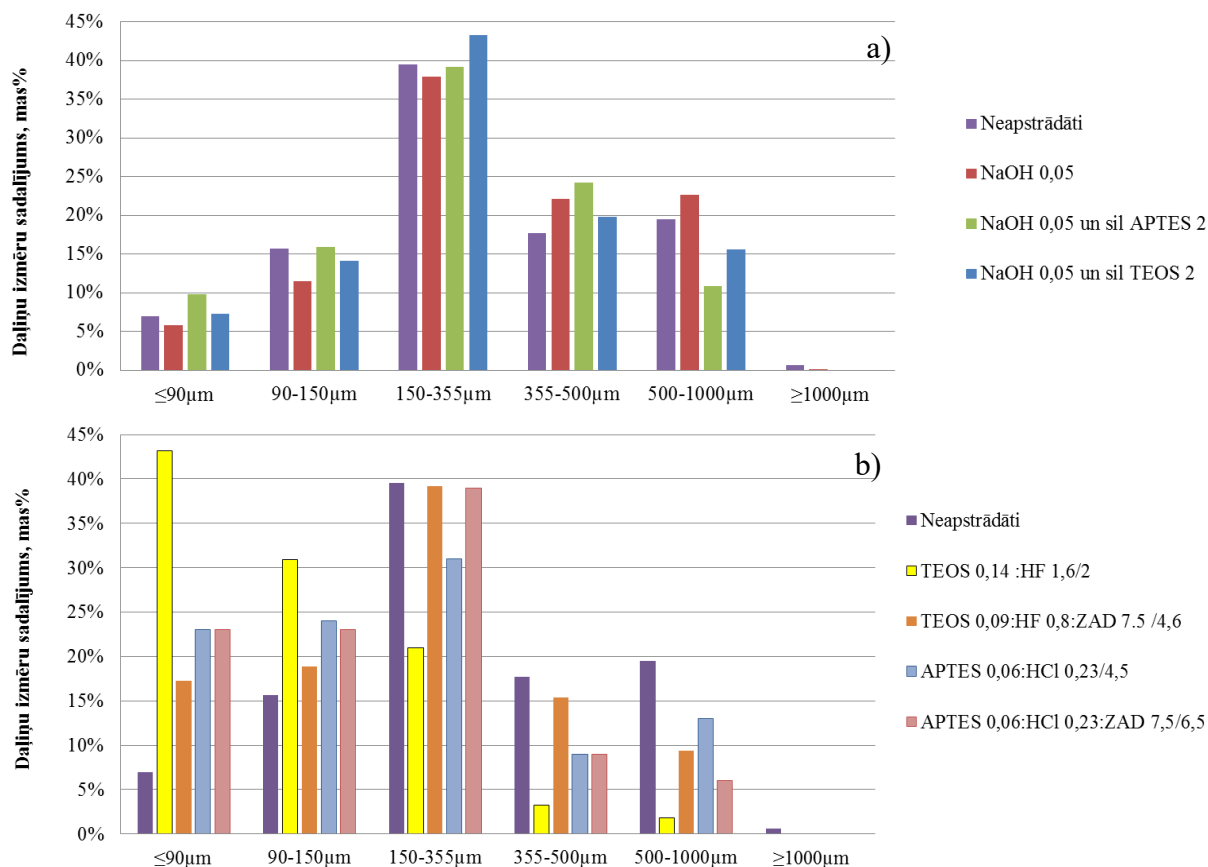 a)
Daļiņu izmēru sadalījums, mas%
45%
40%
35%
30%
25%
20%
15%
10%
5%
0%
≤90µm 90-150µm 150-355µm 355-500µm 500-1000µm ≥1000µm
Neapstrādāti
NaOH 0,05
NaOH 0,05 un sil APTES 2
NaOH 0,05 un sil TEOS 2
b)
Daļiņu izmēru sadalījums, mas%
45%
40%
35%
30%
25%
20%
15%
10%
5%
0%
≤90µm 90-150µm 150-355µm 355-500µm 500-1000µm ≥1000µm
Neapstrādāti
TEOS 0,14 :HF 1,6/2
TEOS 0,09:HF 0,8:ZAD 7.5 /4,6
APTES 0,06:HCl 0,23/4,5
APTES 0,06:HCl 0,23:ZAD 7,5/6,5